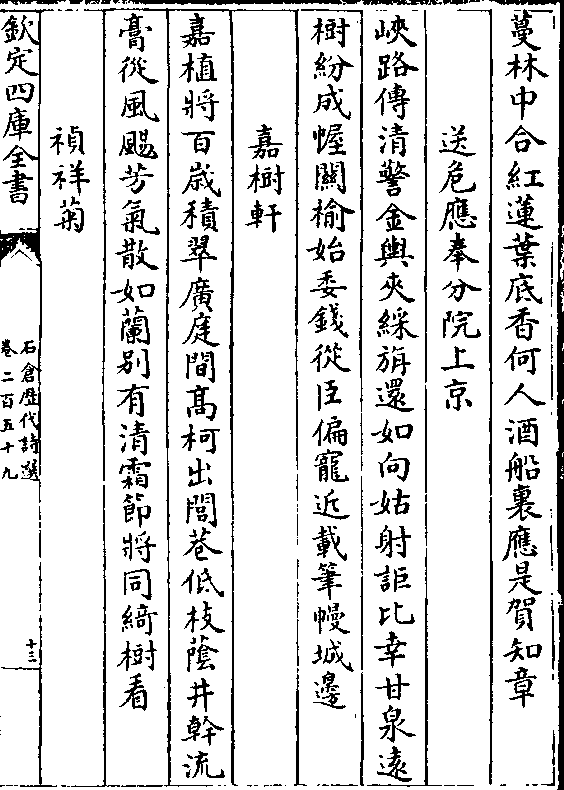 蔓林中合紅蓮葉底香何人酒船裏應是賀知章
送危應奉分院上京
峽路傳清警金輿夾綵旃還如向姑射詎比幸甘泉遠
樹紛成幄關榆始委錢從臣偏寵近載筆幔城邊
嘉樹軒
嘉植將百嵗積翠廣庭間髙柯出閭巷低枝蔭井幹流
膏從風颺芳氣散如蘭别有清霜節將同綺樹看
禎祥菊
欽定四庫全書
石倉歴代詩選
卷二百五十九
十三